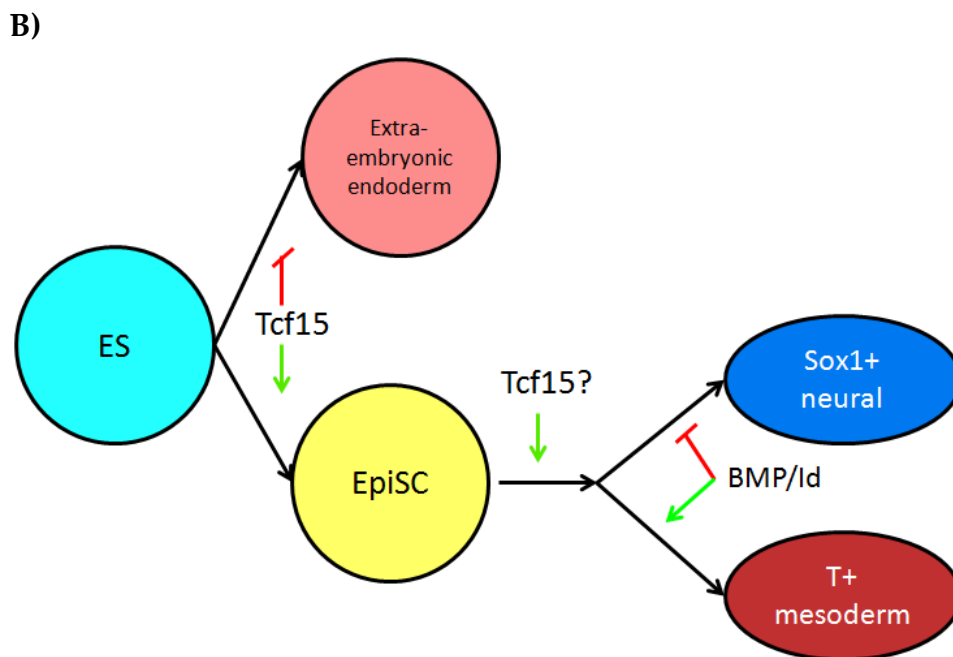 B)
Extra-
embryonic
endoderm
ES
Tcf15
Tcf15?
EpiSC
Sox1+
neural
BMP/Id
T+
mesoderm